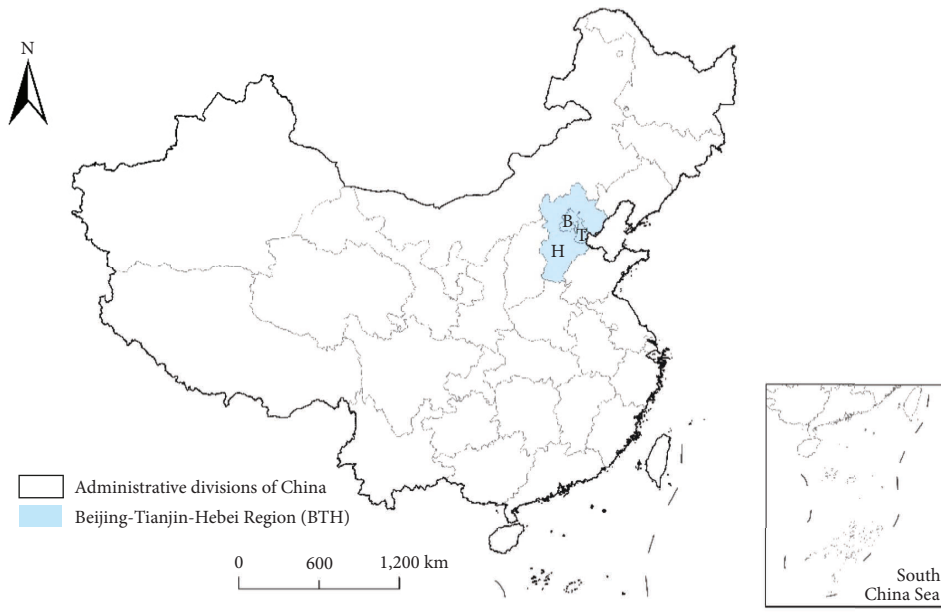 N
B
T
H
Administrative divisions of China
Beijing-Tianjin-Hebei Region (BTH)
0 600 1,200 km
South
China Sea